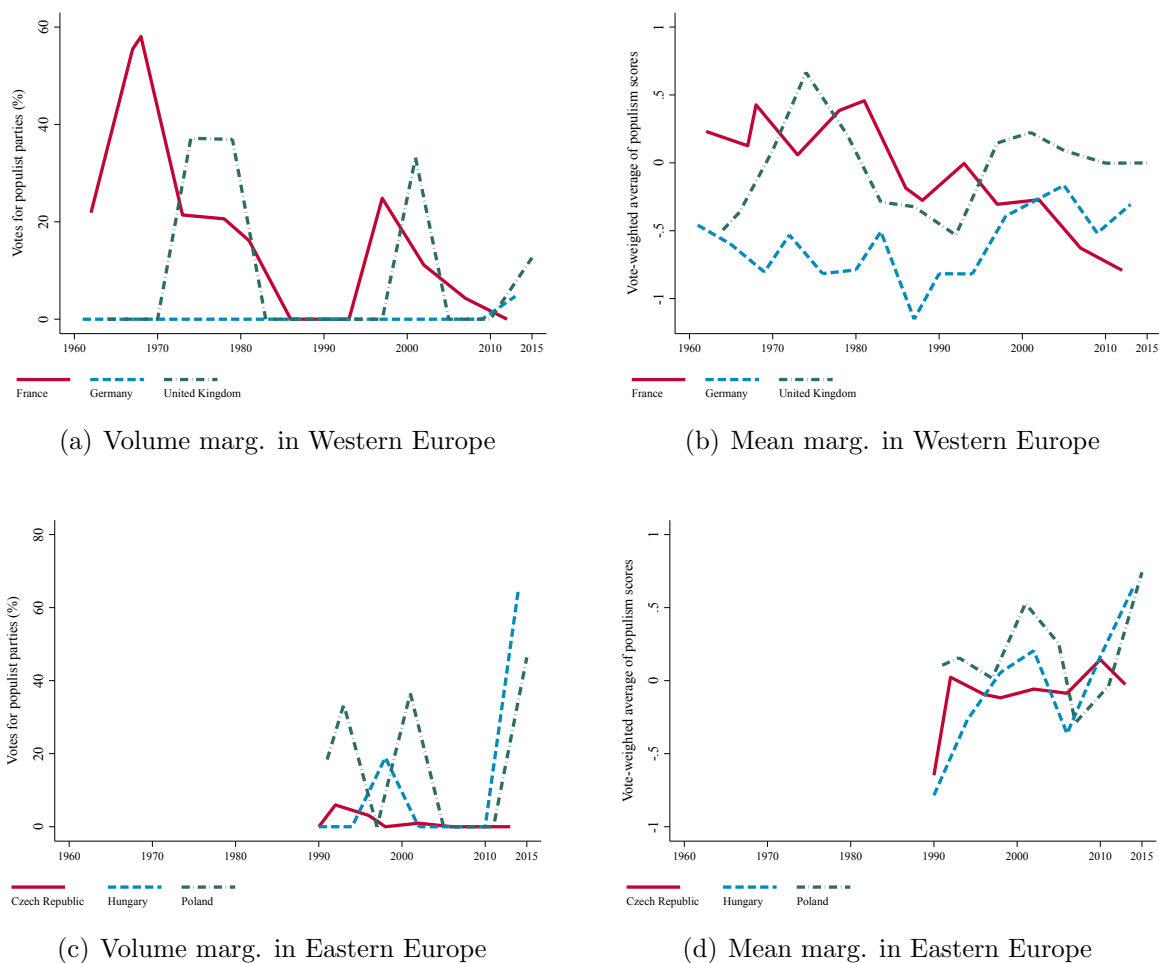 Votes for populist parties (%)
60
40
20
0
1960 1970 1980 1990 2000 2010 2015
France Germany United Kingdom
(a) Volume marg. in Western Europe
Vote-weighted average of populism scores
1
.5
0
-.5
-1
1960 1970 1980 1990 2000 2010 2015
France Germany United Kingdom
(b) Mean marg. in Western Europe
Votes for populist parties (%)
80
60
40
20
0
1960 1970 1980 1990 2000 2010 2015
Czech Republic Hungary Poland
(c) Volume marg. in Eastern Europe
Vote-weighted average of populism scores
1
.5
0
-.5
-1
1960 1970 1980 1990 2000 2010 2015
Czech Republic Hungary Poland
(d) Mean marg. in Eastern Europe